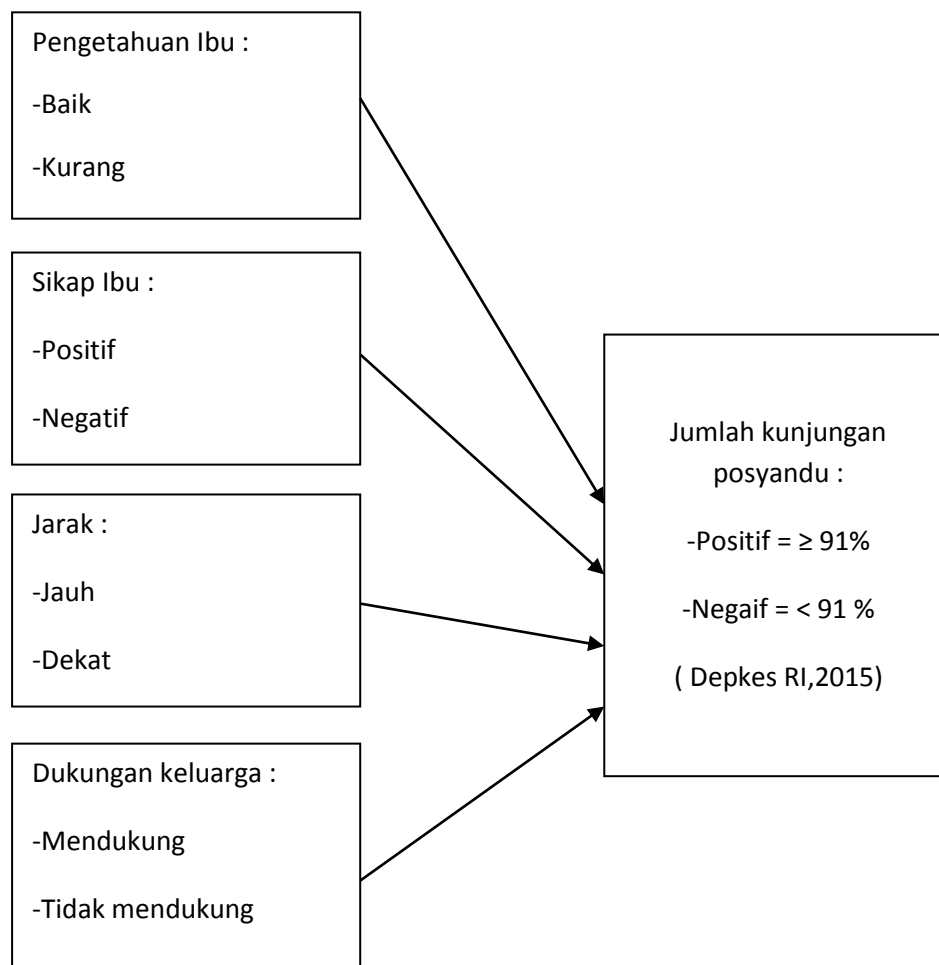 Pengetahuan Ibu :
-Baik
-Kurang
Sikap Ibu :
-Positif
-Negatif
Jarak :
-Jauh
-Dekat
Dukungan keluarga :
-Mendukung
-Tidak mendukung
Jumlah kunjungan
posyandu :
-Positif = ≥ 91%
-Negaif = < 91 %
( Depkes RI,2015)